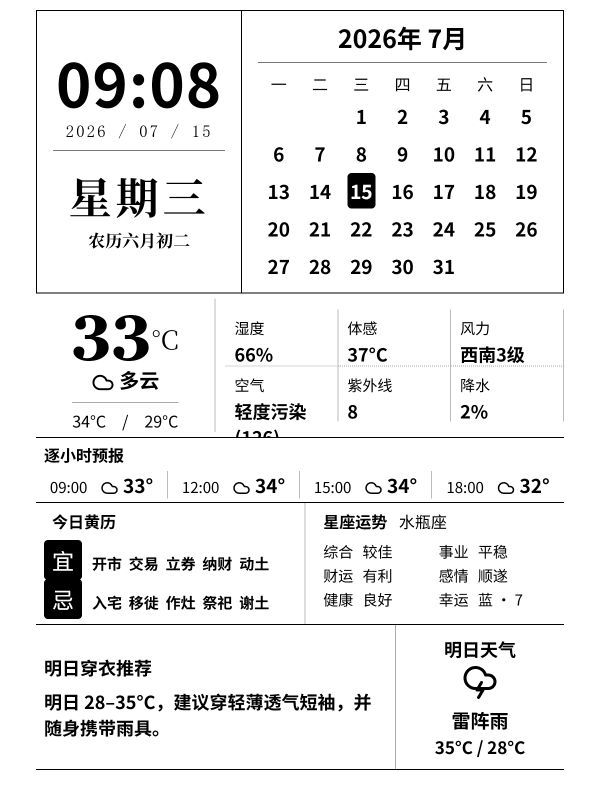 09:08
2026 / 07 / 15
星期三
农历六月初二
2026年 7月
一 二 三 四 五 六 日
1 2 3 4 5
6 7 8 9 10 11 12
13 14 15 16 17 18 19
20 21 22 23 24 25 26
27 28 29 30 31
33°C
多云
34°C / 29°C
湿度 体感 风力
66% 37°C 西南3级
空气 紫外线 降水
轻度污染 8 2%
(126)
逐小时预报
09:00 33° 12:00 34° 15:00 34° 18:00 32°
今日黄历
宜 开市 交易 立券 纳财 动土
忌 入宅 移徙 作灶 祭祀 谢土
星座运势 水瓶座
综合 较佳 事业 平稳
财运 有利 感情 顺遂
健康 良好 幸运 蓝·7
明日穿衣推荐
明日 28–35°C，建议穿轻薄透气短袖，并
随身携带雨具。
明日天气
雷阵雨
35°C / 28°C